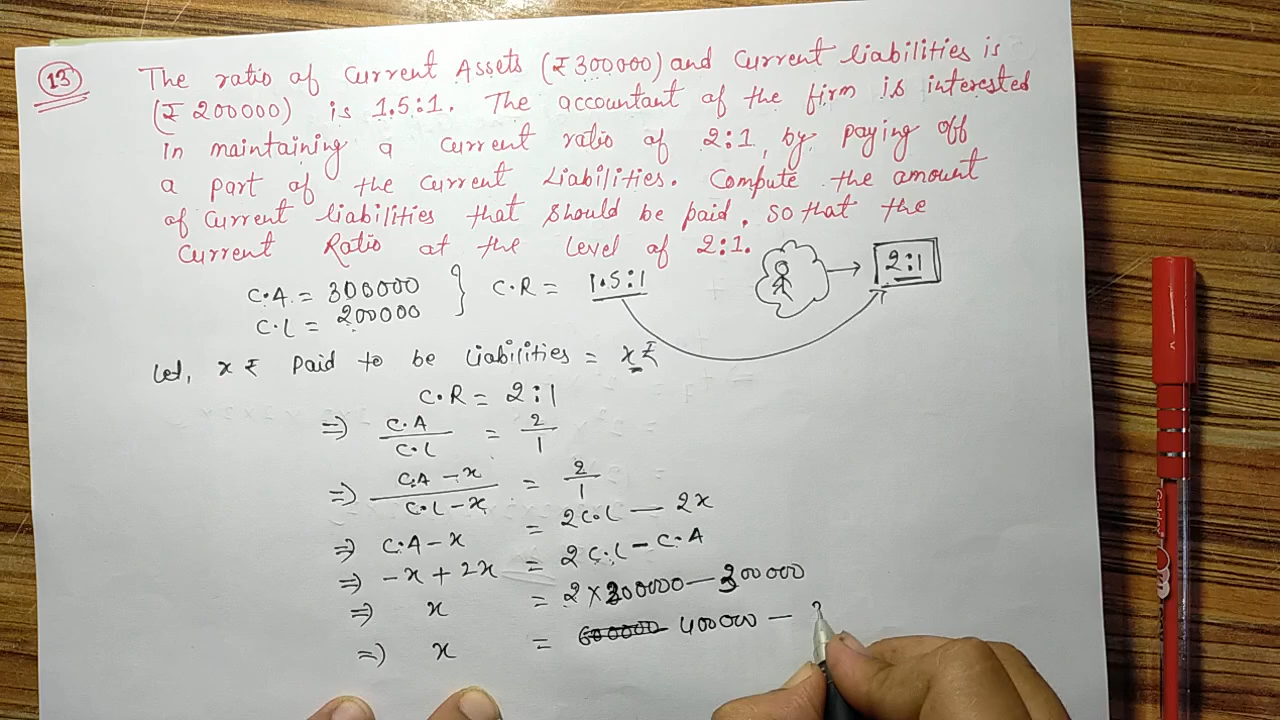 13
The ratio of Current Assets (₹ 300000) and Current liabilities is
(₹ 200000) is 1.5:1. The accountant of the firm is interested
in maintaining a current ratio of 2:1, by paying off
a part of the current Liabilities. Compute the amount
of Current liabilities that should be paid, so that the
Current Ratio at the level of 2:1.
C.A. = 300000
C.L = 200000
C.R = 1.5:1
2:1
Let, x ₹ Paid to be Liabilities = x₹
C.R = 2:1
=> C.A / C.L = 2/1
=> C.A - x / C.L - x = 2/1
=> C.A - x = 2C.L - 2x
=> -x + 2x = 2C.L - C.A
=> x = 2 × 200000 - 300000
=> x = 400000 -